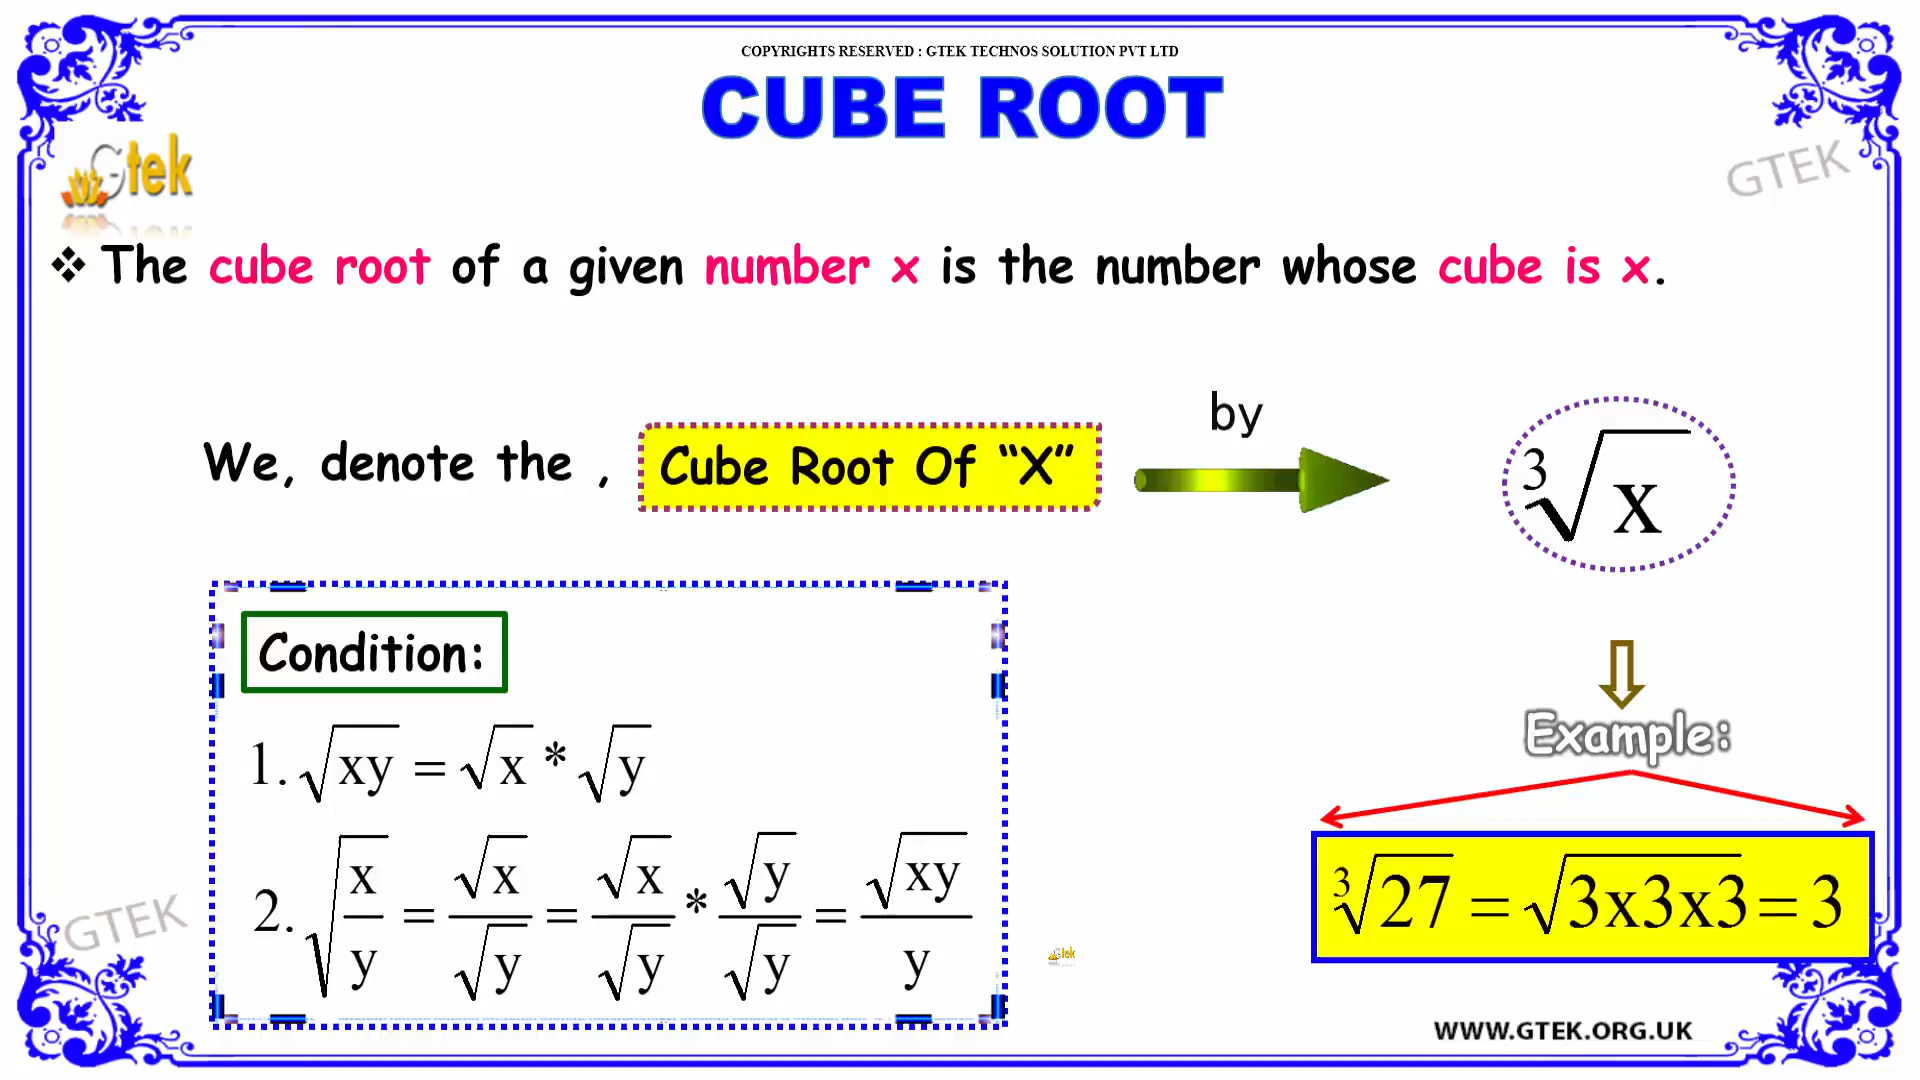 COPYRIGHTS RESERVED : GTEK TECHNOS SOLUTION PVT LTD
CUBE ROOT
Gtek
GTEK
❖ The cube root of a given number x is the number whose cube is x.
by
We, denote the , Cube Root Of “X” ∛x
Condition:
1. √xy = √x * √y
Example:
2. √(x/y) = √x/√y = √x/√y * √y/√y = √xy/y
∛27 = √3x3x3 = 3
GTEK
Gtek
WWW.GTEK.ORG.UK